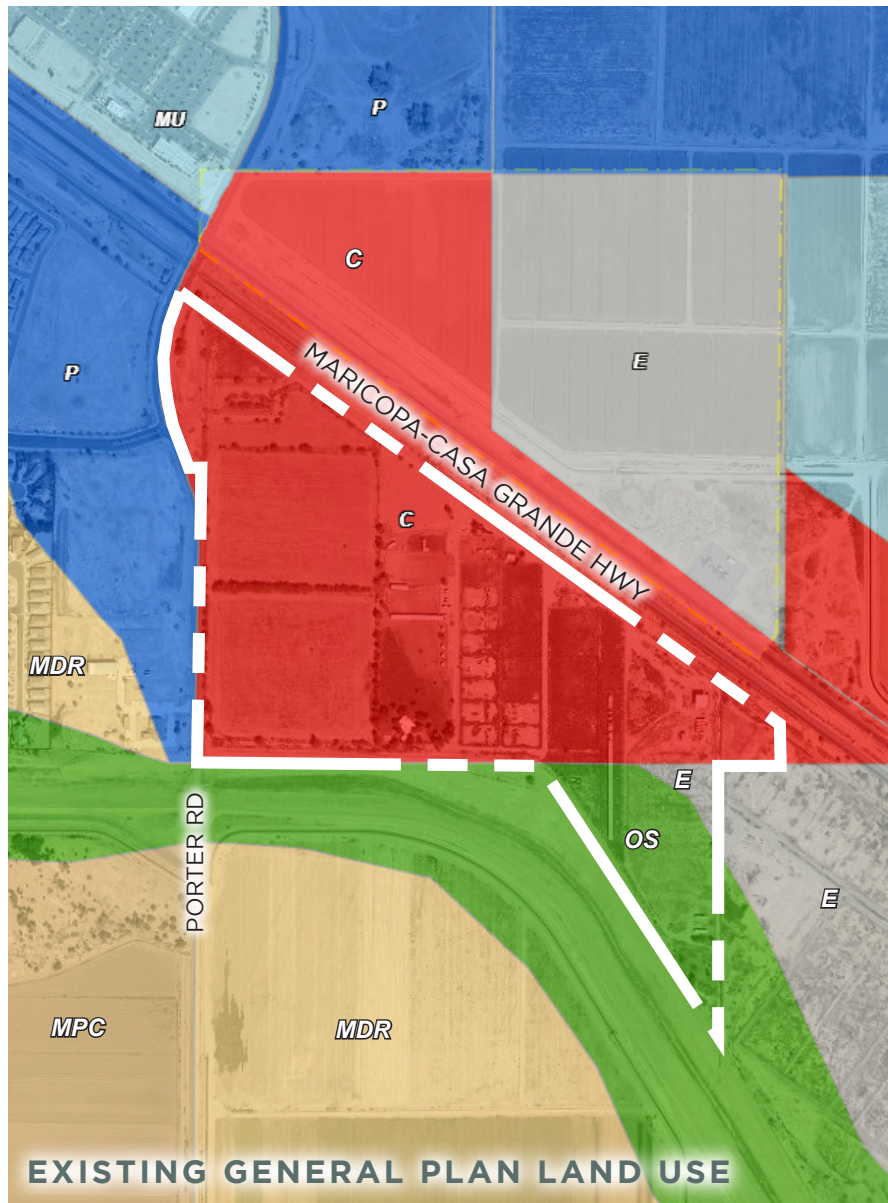 MU
P
C
E
P
MARICOPA-CASA GRANDE HWY
C
MDR
E
OS
PORTER RD
E
MPC
MDR
EXISTING GENERAL PLAN LAND USE